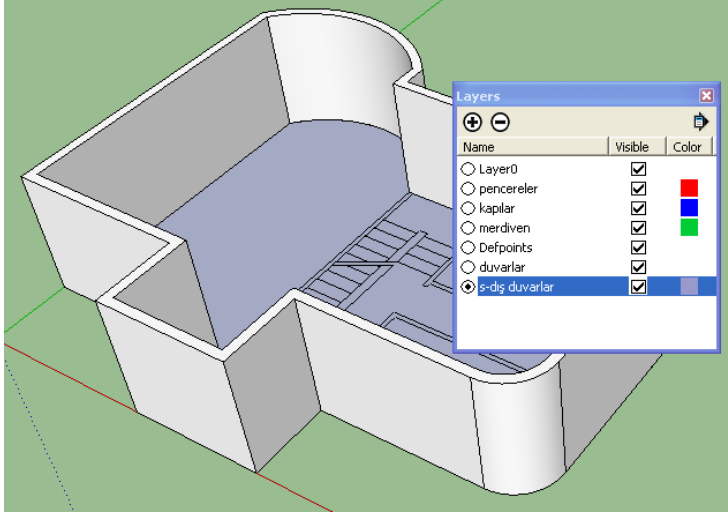 Layers
Name Visible Color
Layer0
pencereler
kapılar
merdiven
Defpoints
duvarlar
s-dış duvarlar